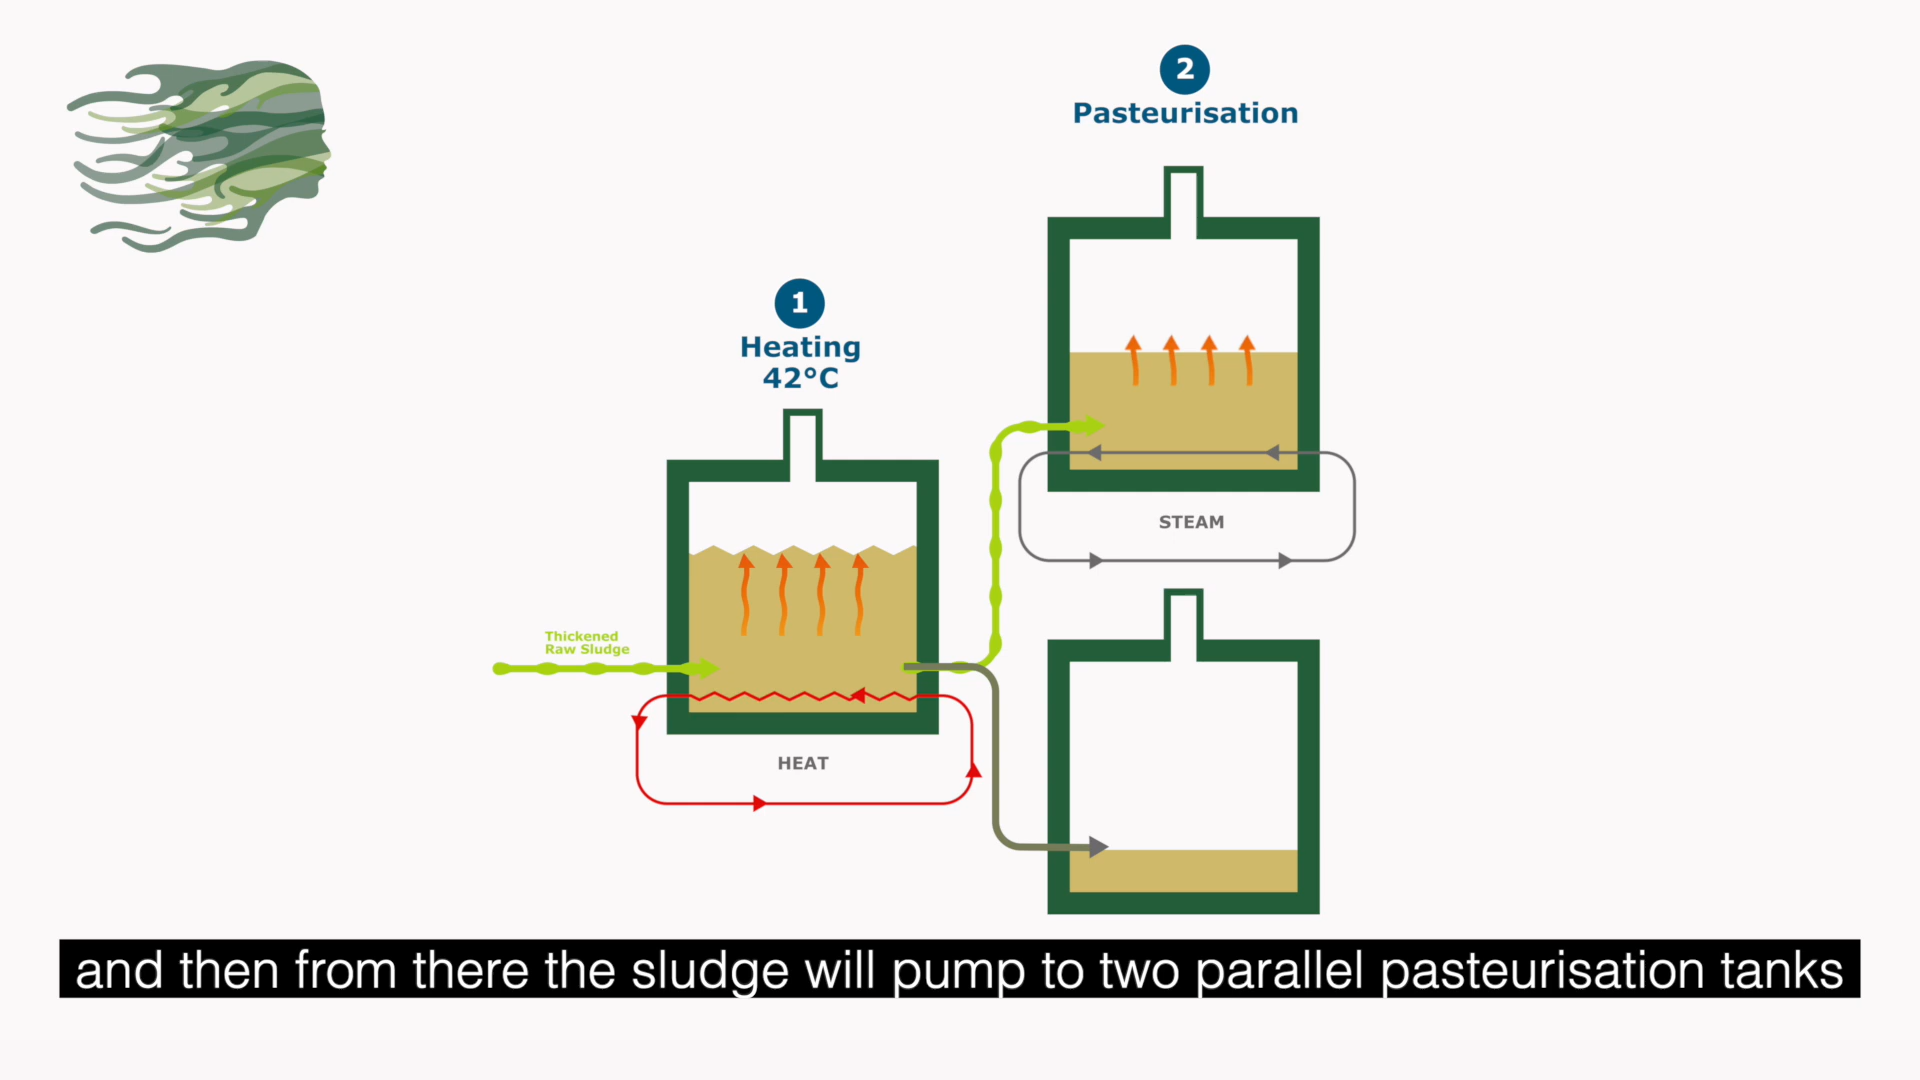 2
Pasteurisation
1
Heating
42°C
STEAM
Thickened
Raw Sludge
HEAT
and then from there the sludge will pump to two parallel pasteurisation tanks